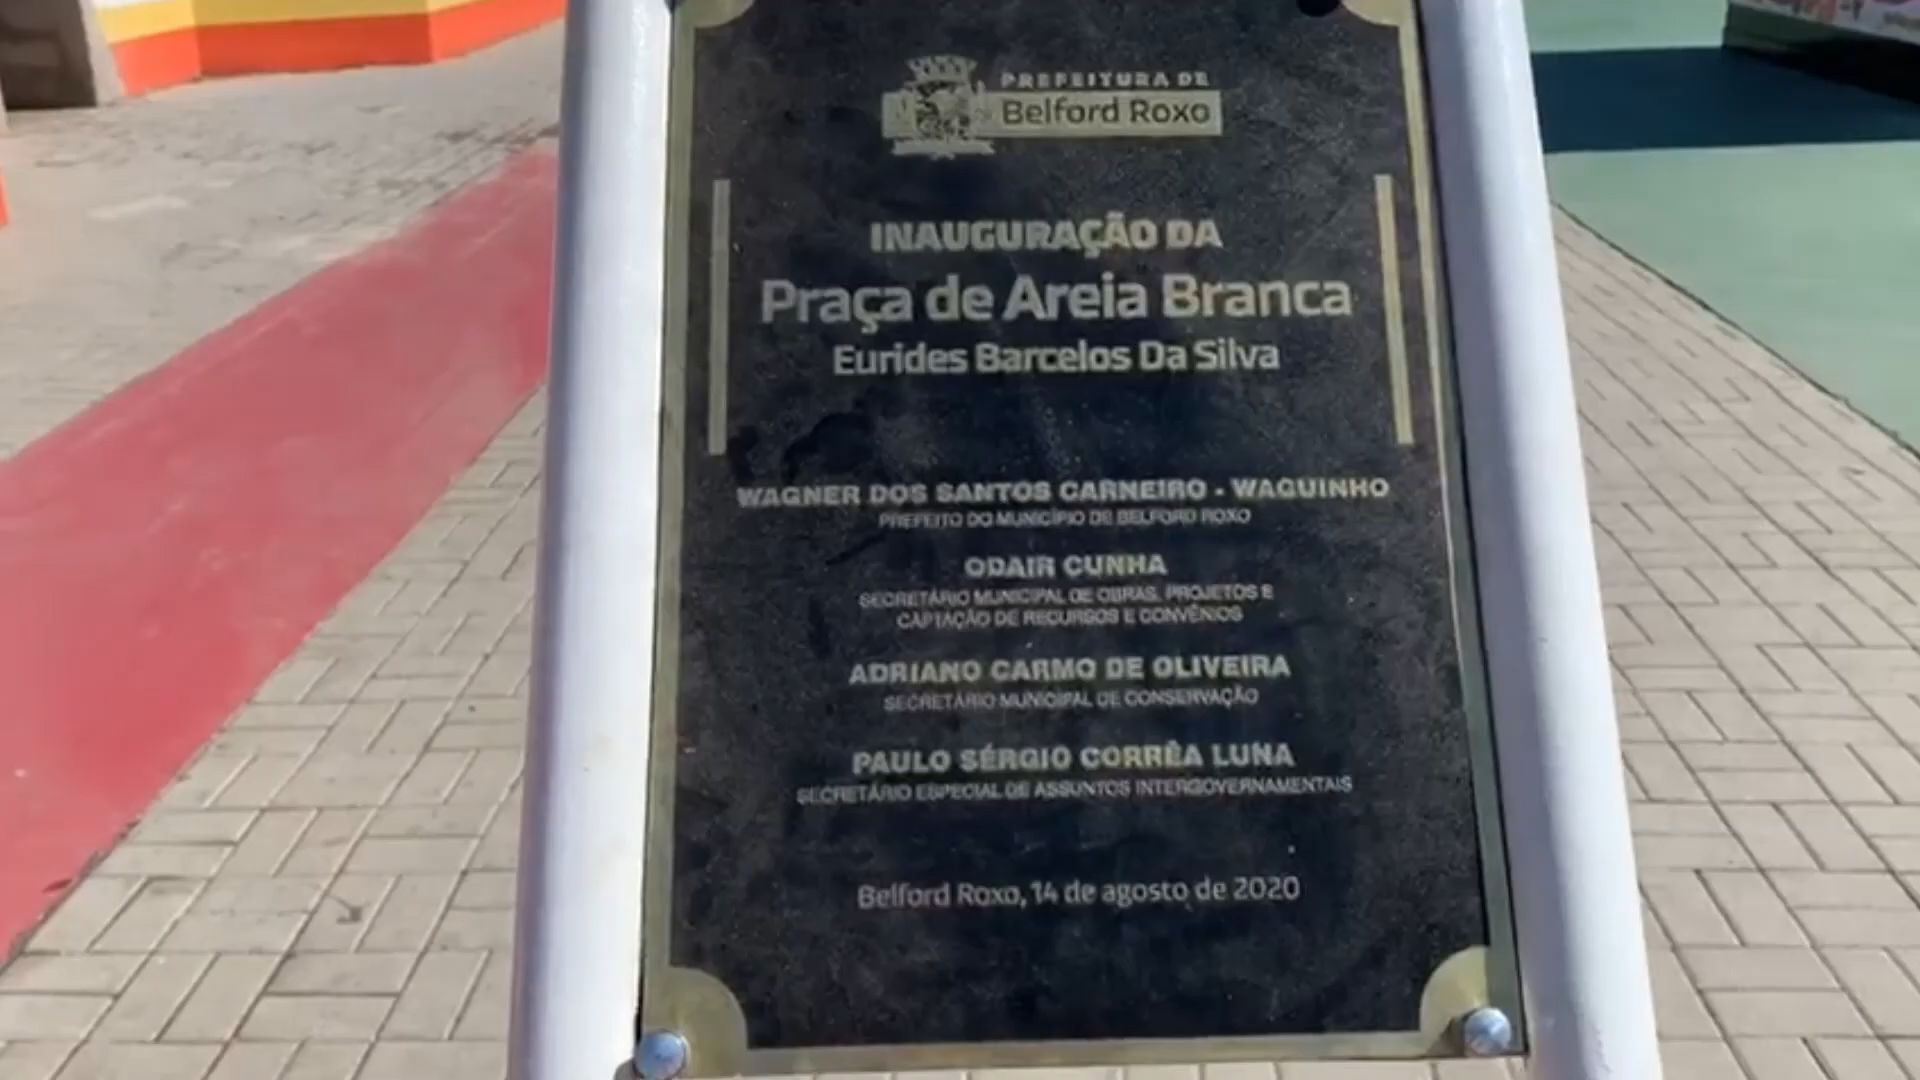 PREFEITURA DE
Belford Roxo
INAUGURAÇÃO DA
Praça de Areia Branca
Eurides Barcelos Da Silva
WAGNER DOS SANTOS CARNEIRO - WAGUINHO
PREFEITO DO MUNICÍPIO DE BELFORD ROXO
ODAIR CUNHA
SECRETÁRIO MUNICIPAL DE OBRAS, PROJETOS E
CAPTAÇÃO DE RECURSOS E CONVÊNIOS
ADRIANO CARMO DE OLIVEIRA
SECRETÁRIO MUNICIPAL DE CONSERVAÇÃO
PAULO SÉRGIO CORRÊA LUNA
SECRETÁRIO ESPECIAL DE ASSUNTOS INTERGOVERNAMENTAIS
Belford Roxo, 14 de agosto de 2020